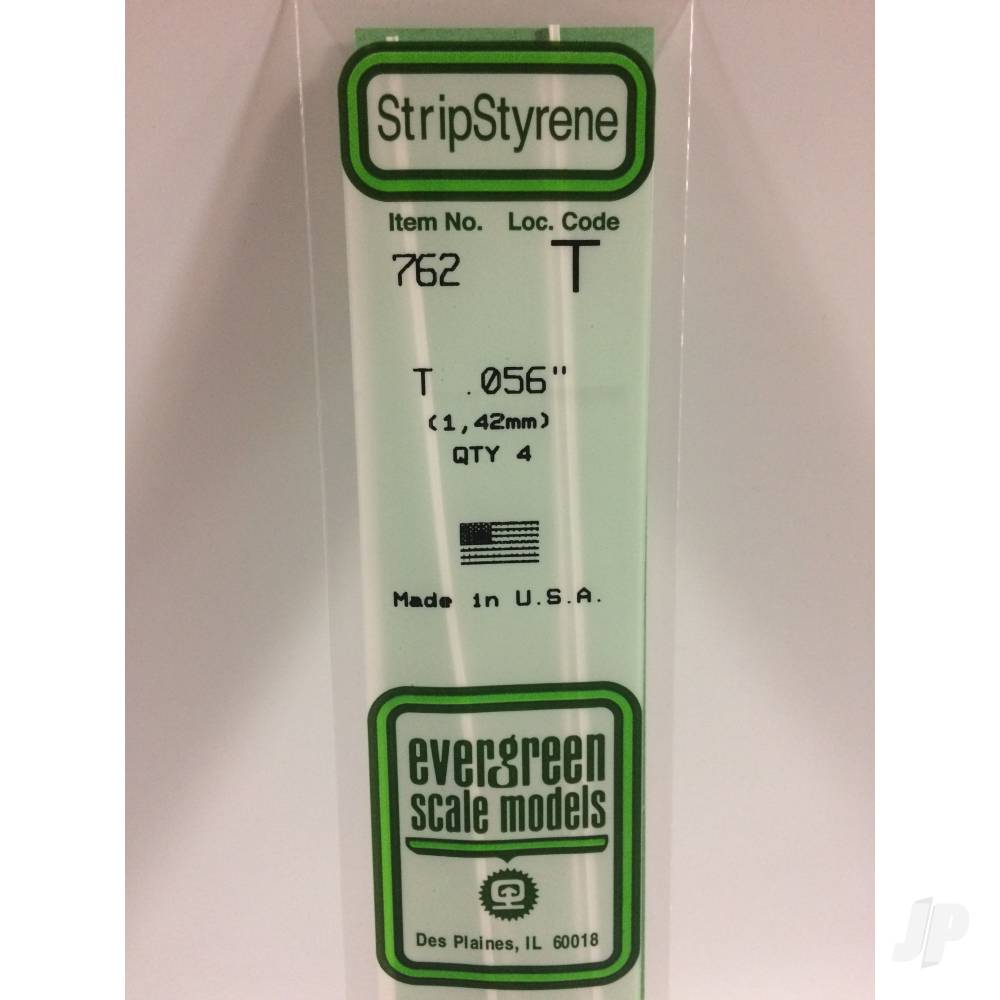 StripStyrene
Item No. Loc. Code
762 T
T .056"
(1,42mm)
QTY 4
Made in U.S.A.
evergreen
scale models
Des Plaines, IL 60018
JP